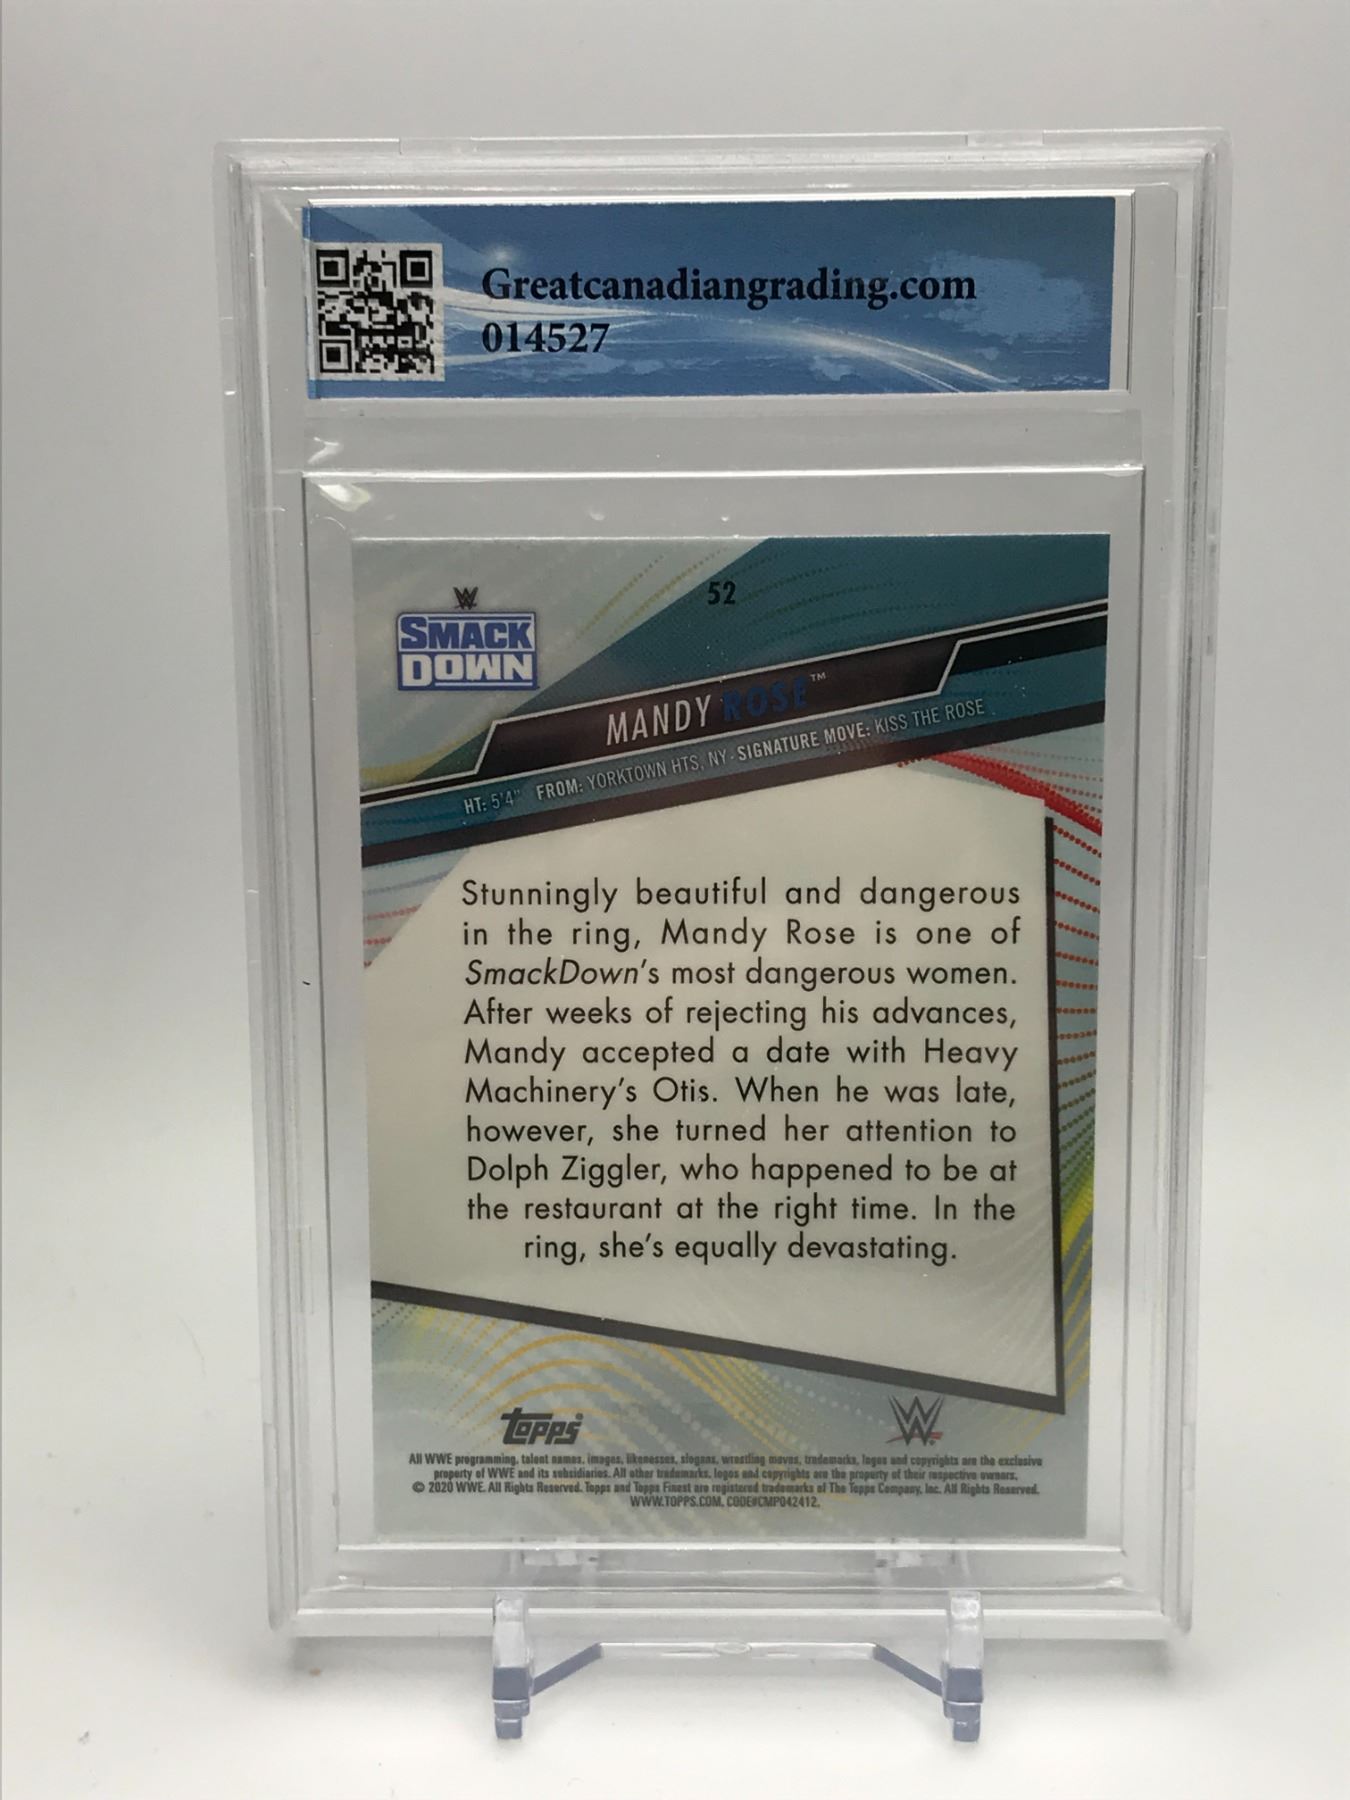 Greatcanadiangrading.com
014527
52
W
SMACK
DOWN
MANDY ROSE™
HT: 5'4" FROM: YORKTOWN HTS, NY - SIGNATURE MOVE: KISS THE ROSE
Stunningly beautiful and dangerous
in the ring, Mandy Rose is one of
SmackDown's most dangerous women.
After weeks of rejecting his advances,
Mandy accepted a date with Heavy
Machinery's Otis. When he was late,
however, she turned her attention to
Dolph Ziggler, who happened to be at
the restaurant at the right time. In the
ring, she's equally devastating.
topps
W
All WWE programming, talent names, images, likenesses, slogans, wrestling moves, trademarks, logos and copyrights are the exclusive
property of WWE and its subsidiaries. All other trademarks, logos and copyrights are the property of their respective owners.
© 2020 WWE. All Rights Reserved. Topps and Topps Finest are registered trademarks of The Topps Company, Inc. All Rights Reserved.
WWW.TOPPS.COM. CODE#CMP042412.